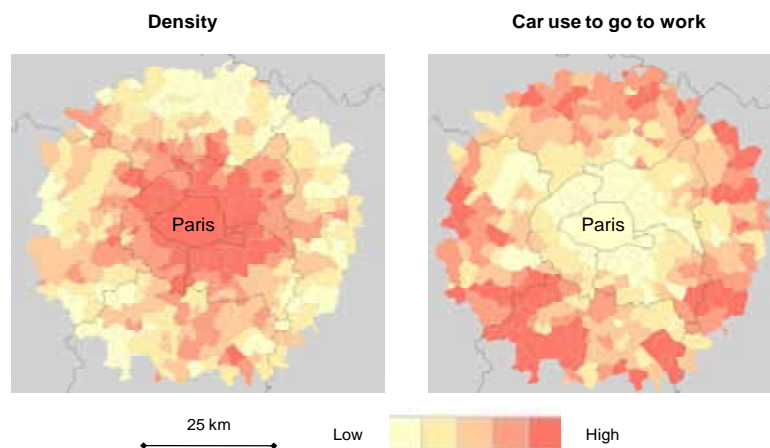 Density
Car use to go to work
Paris
Paris
25 km
Low
High